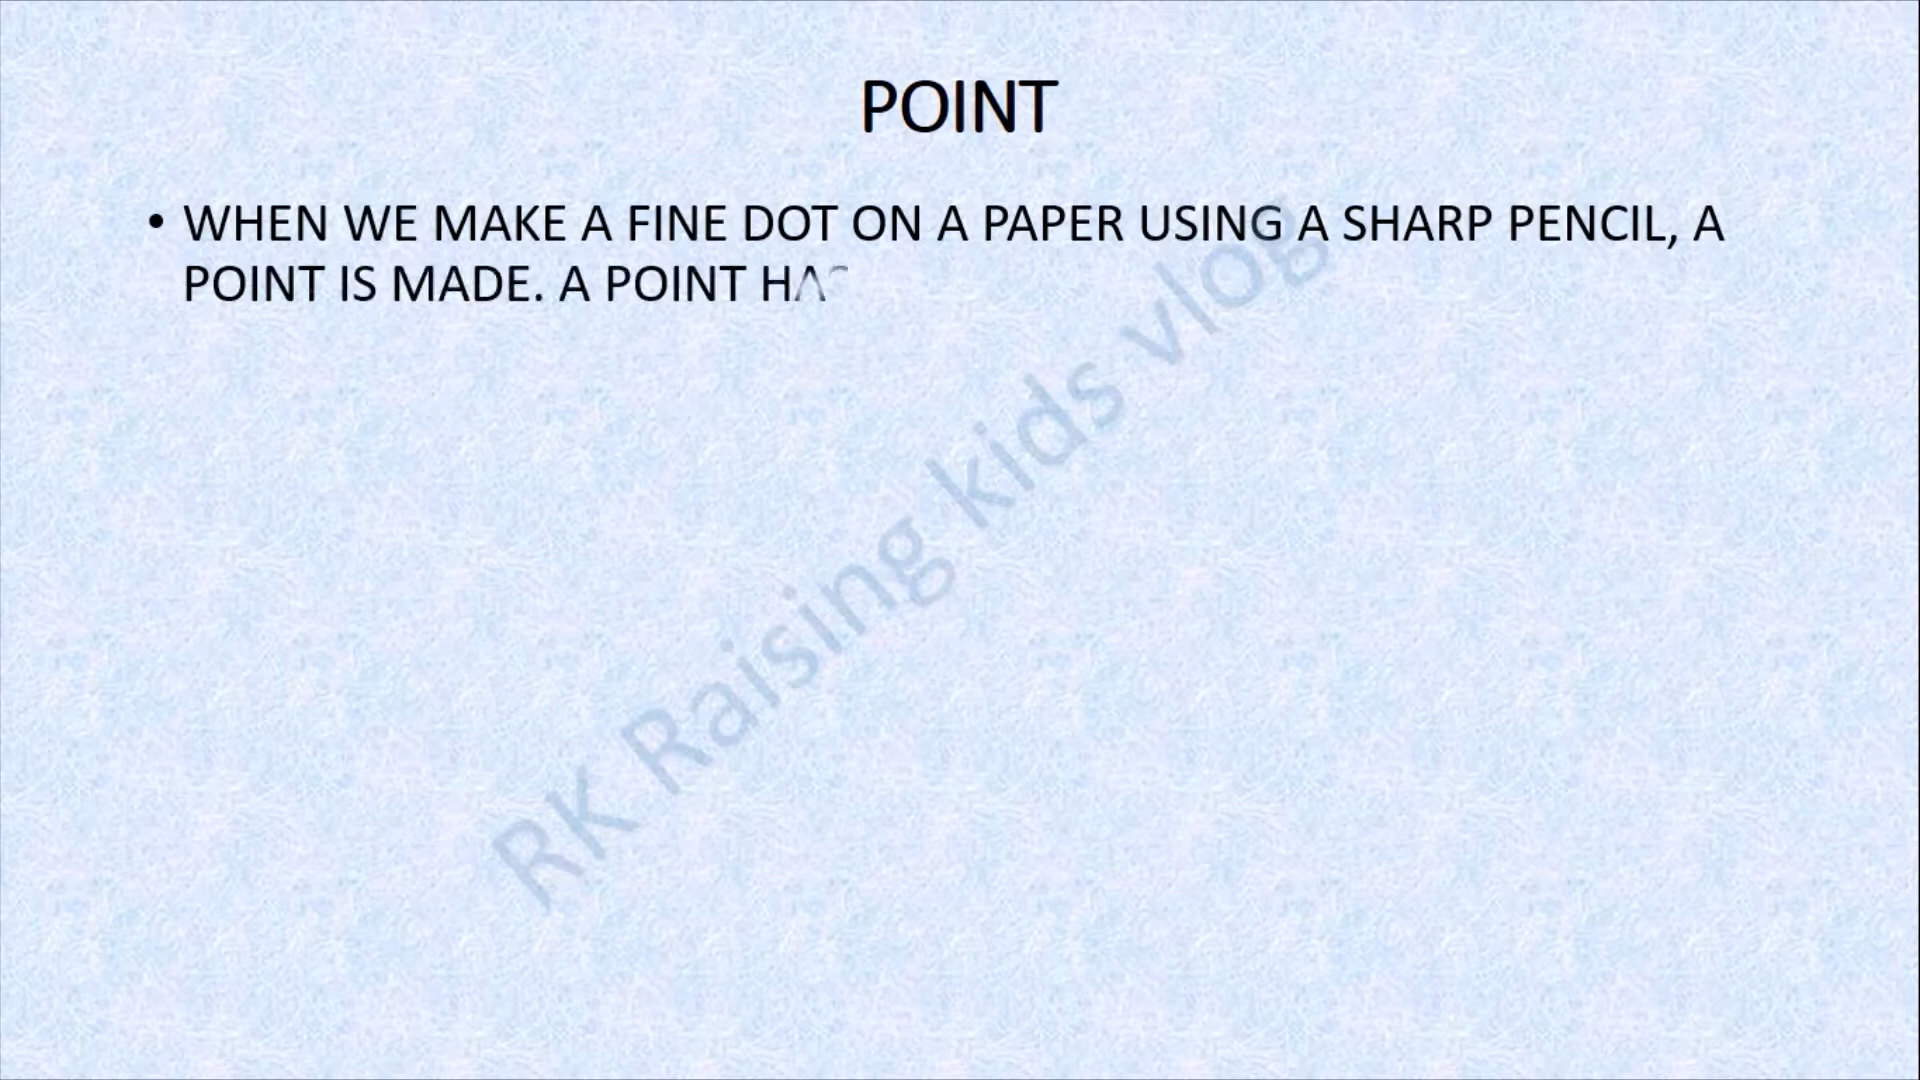 POINT
• WHEN WE MAKE A FINE DOT ON A PAPER USING A SHARP PENCIL, A
POINT IS MADE. A POINT
RK Raising kids vlog